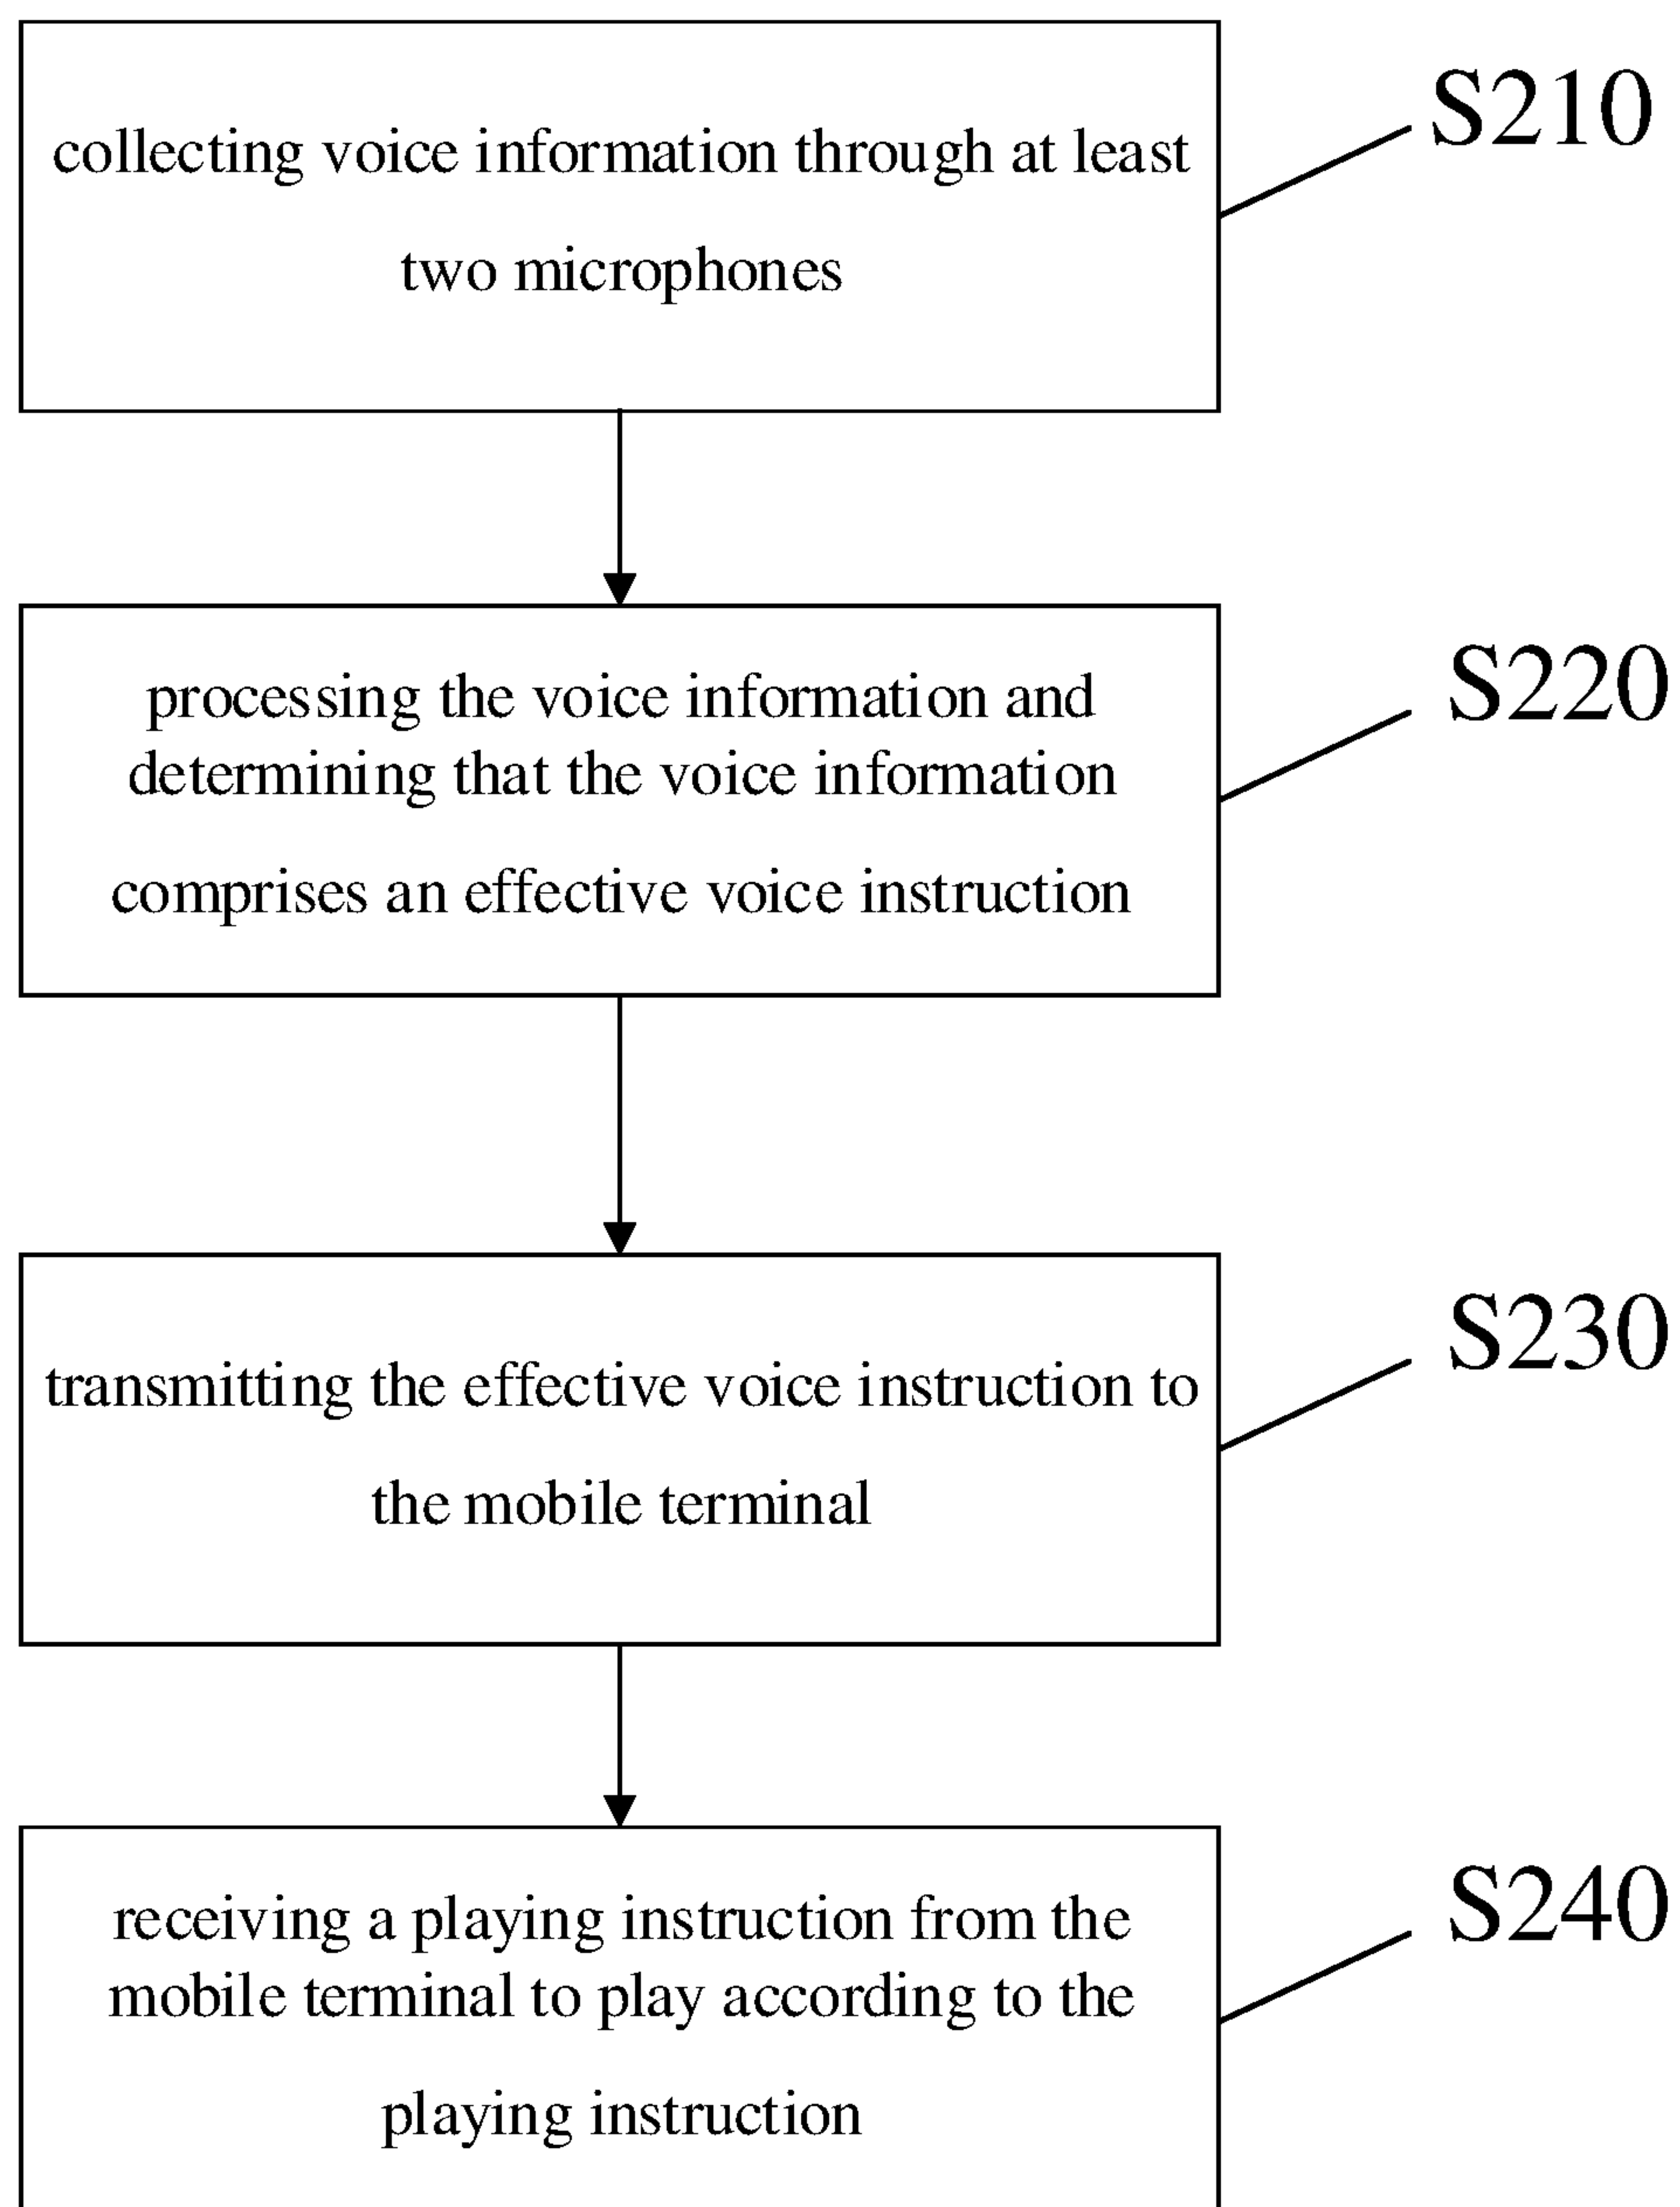 collecting voice information through at least
two microphones
S210
processing the voice information and
determining that the voice information
comprises an effective voice instruction
S220
transmitting the effective voice instruction to
the mobile terminal
S230
receiving a playing instruction from the
mobile terminal to play according to the
playing instruction
S240